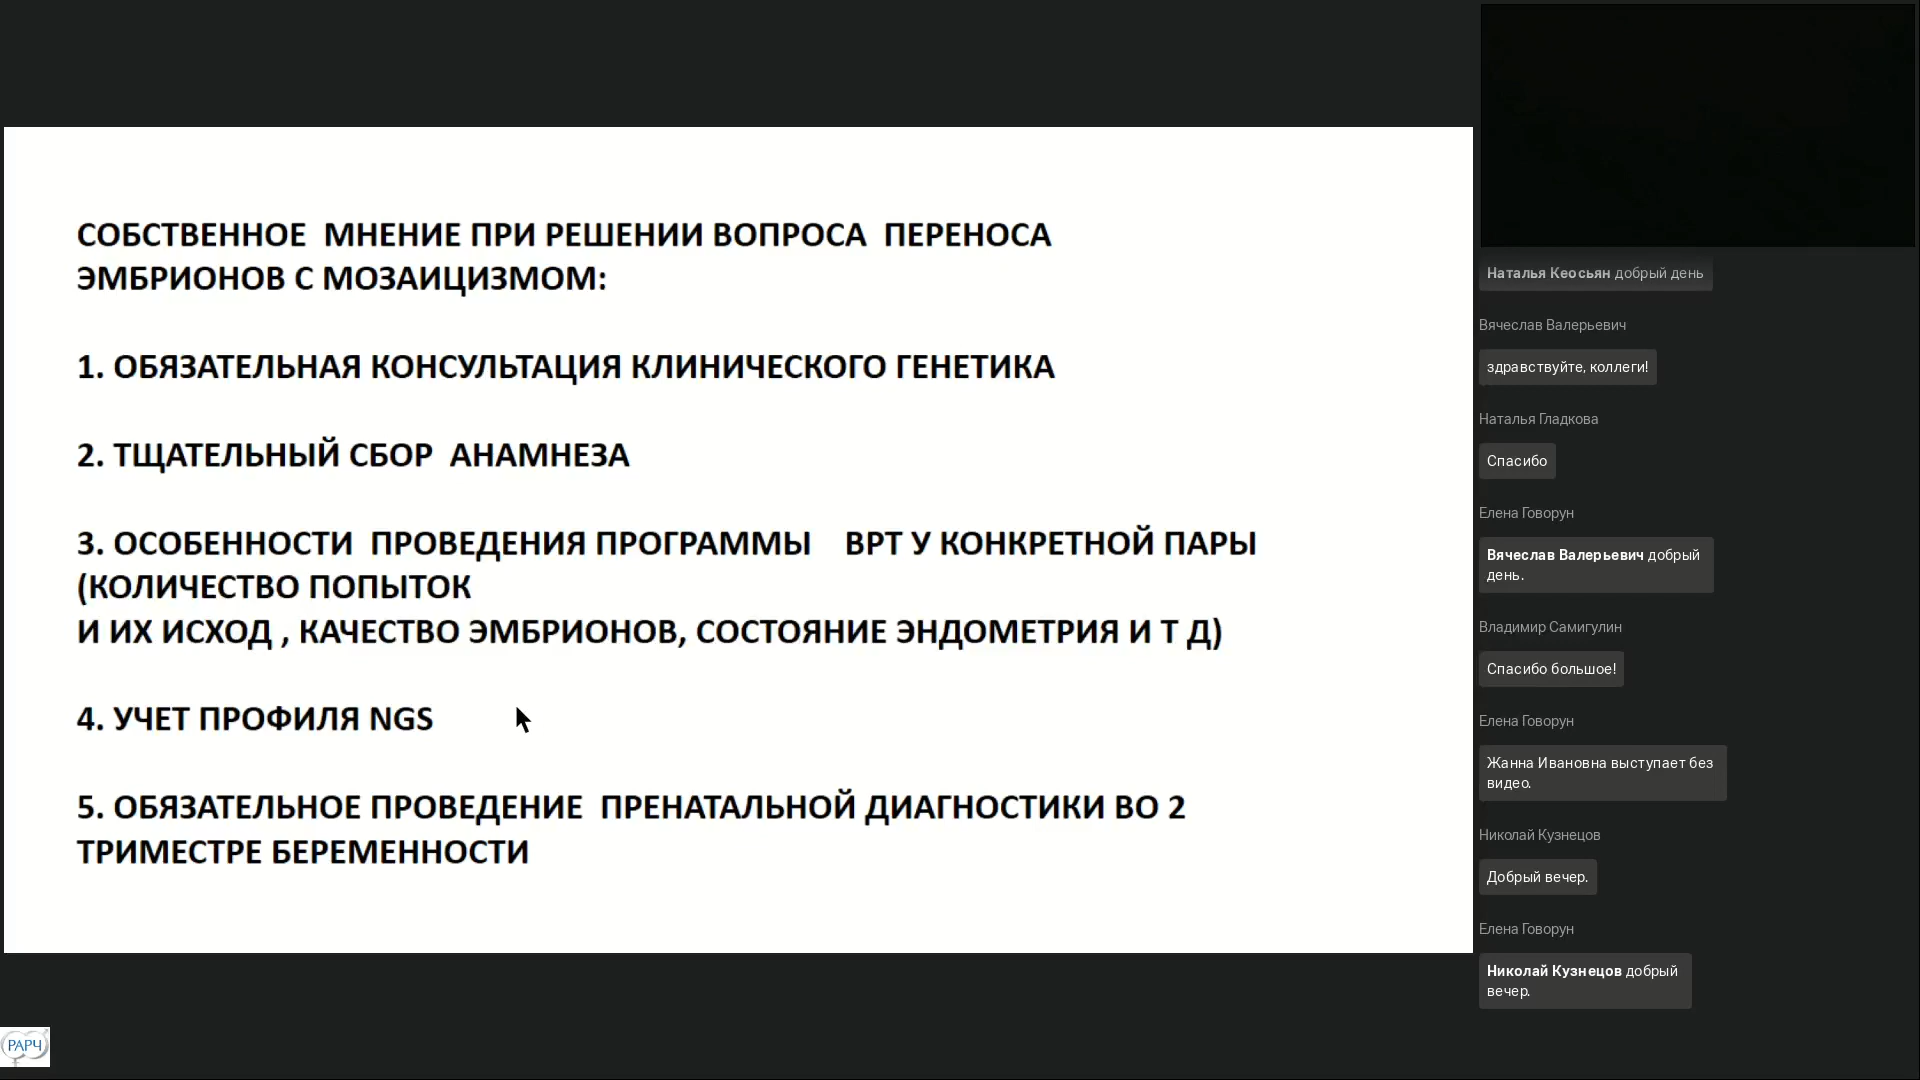 СОБСТВЕННОЕ МНЕНИЕ ПРИ РЕШЕНИИ ВОПРОСА ПЕРЕНОСА
ЭМБРИОНОВ С МОЗАИЦИЗМОМ:
1. ОБЯЗАТЕЛЬНАЯ КОНСУЛЬТАЦИЯ КЛИНИЧЕСКОГО ГЕНЕТИКА
2. ТЩАТЕЛЬНЫЙ СБОР АНАМНЕЗА
3. ОСОБЕННОСТИ ПРОВЕДЕНИЯ ПРОГРАММЫ ВРТ У КОНКРЕТНОЙ ПАРЫ
(КОЛИЧЕСТВО ПОПЫТОК
И ИХ ИСХОД , КАЧЕСТВО ЭМБРИОНОВ, СОСТОЯНИЕ ЭНДОМЕТРИЯ И Т Д)
4. УЧЕТ ПРОФИЛЯ NGS
5. ОБЯЗАТЕЛЬНОЕ ПРОВЕДЕНИЕ ПРЕНАТАЛЬНОЙ ДИАГНОСТИКИ ВО 2
ТРИМЕСТРЕ БЕРЕМЕННОСТИ
Наталья Кеосьян добрый день
Вячеслав Валерьевич
здравствуйте, коллеги!
Наталья Гладкова
Спасибо
Елена Говорун
Вячеслав Валерьевич добрый
день.
Владимир Самигулин
Спасибо большое!
Елена Говорун
Жанна Ивановна выступает без
видео.
Николай Кузнецов
Добрый вечер.
Елена Говорун
Николай Кузнецов добрый
вечер.
РАРЧ